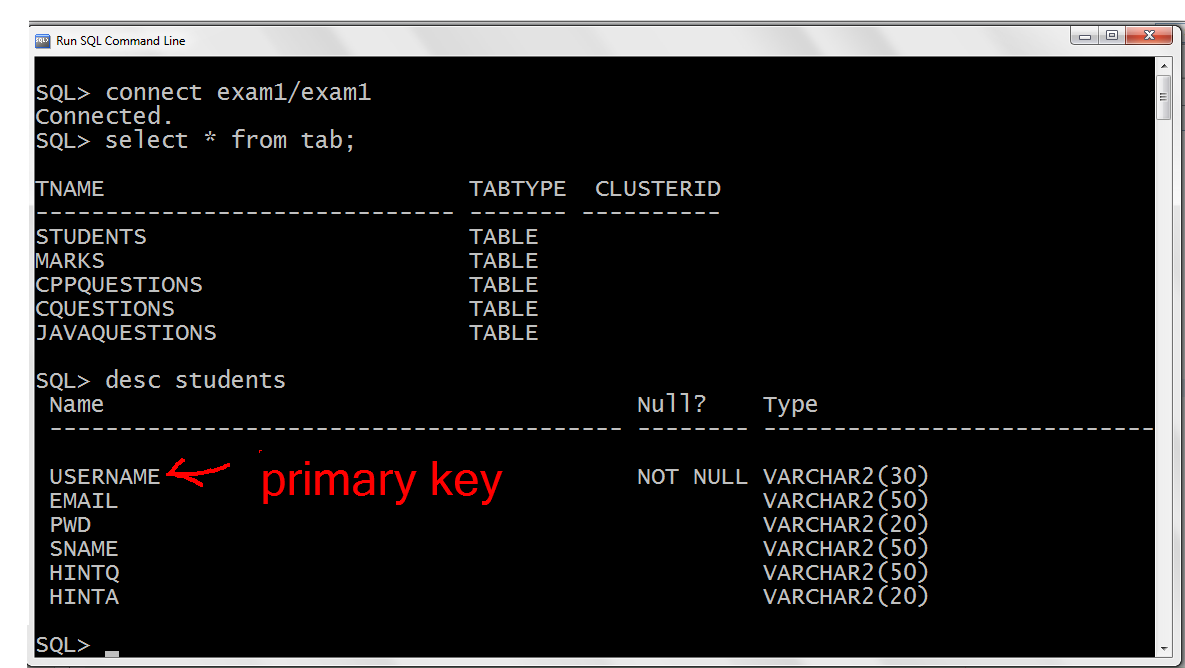 Run SQL Command Line
SQL> connect exam1/exam1
Connected.
SQL> select * from tab;
TNAME                          TABTYPE  CLUSTERID
------------------------------ ------- ----------
STUDENTS                       TABLE
MARKS                          TABLE
CPPQUESTIONS                   TABLE
CQUESTIONS                     TABLE
JAVAQUESTIONS                  TABLE
SQL> desc students
 Name                                      Null?    Type
 ----------------------------------------- -------- ----------------------------
 USERNAME primary key                      NOT NULL VARCHAR2(30)
 EMAIL                                              VARCHAR2(50)
 PWD                                                VARCHAR2(20)
 SNAME                                              VARCHAR2(50)
 HINTQ                                              VARCHAR2(50)
 HINTA                                              VARCHAR2(20)
SQL> _